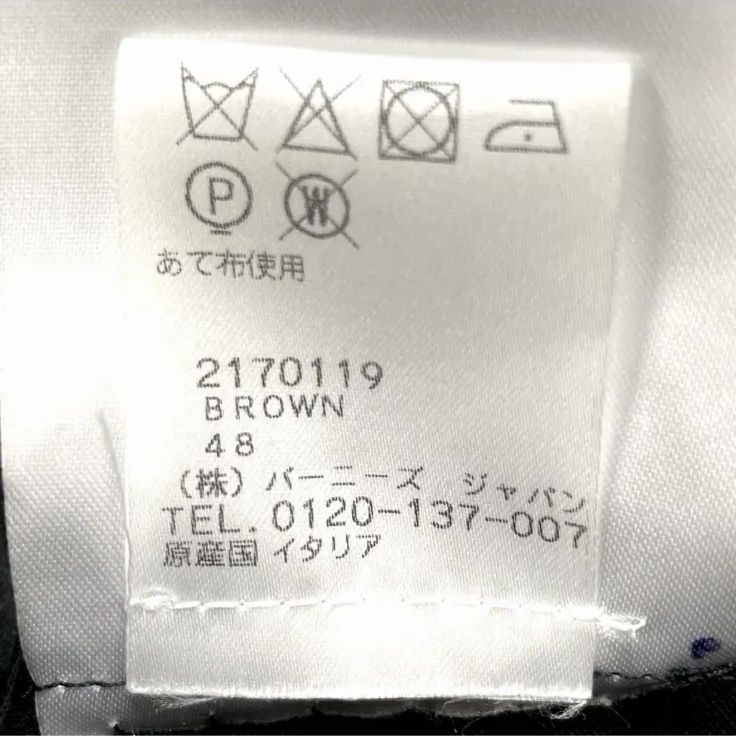 P W
あて布使用
2170119
BROWN
48
(株) バーニーズ ジャパン
TEL. 0120-137-007
原産国 イタリア